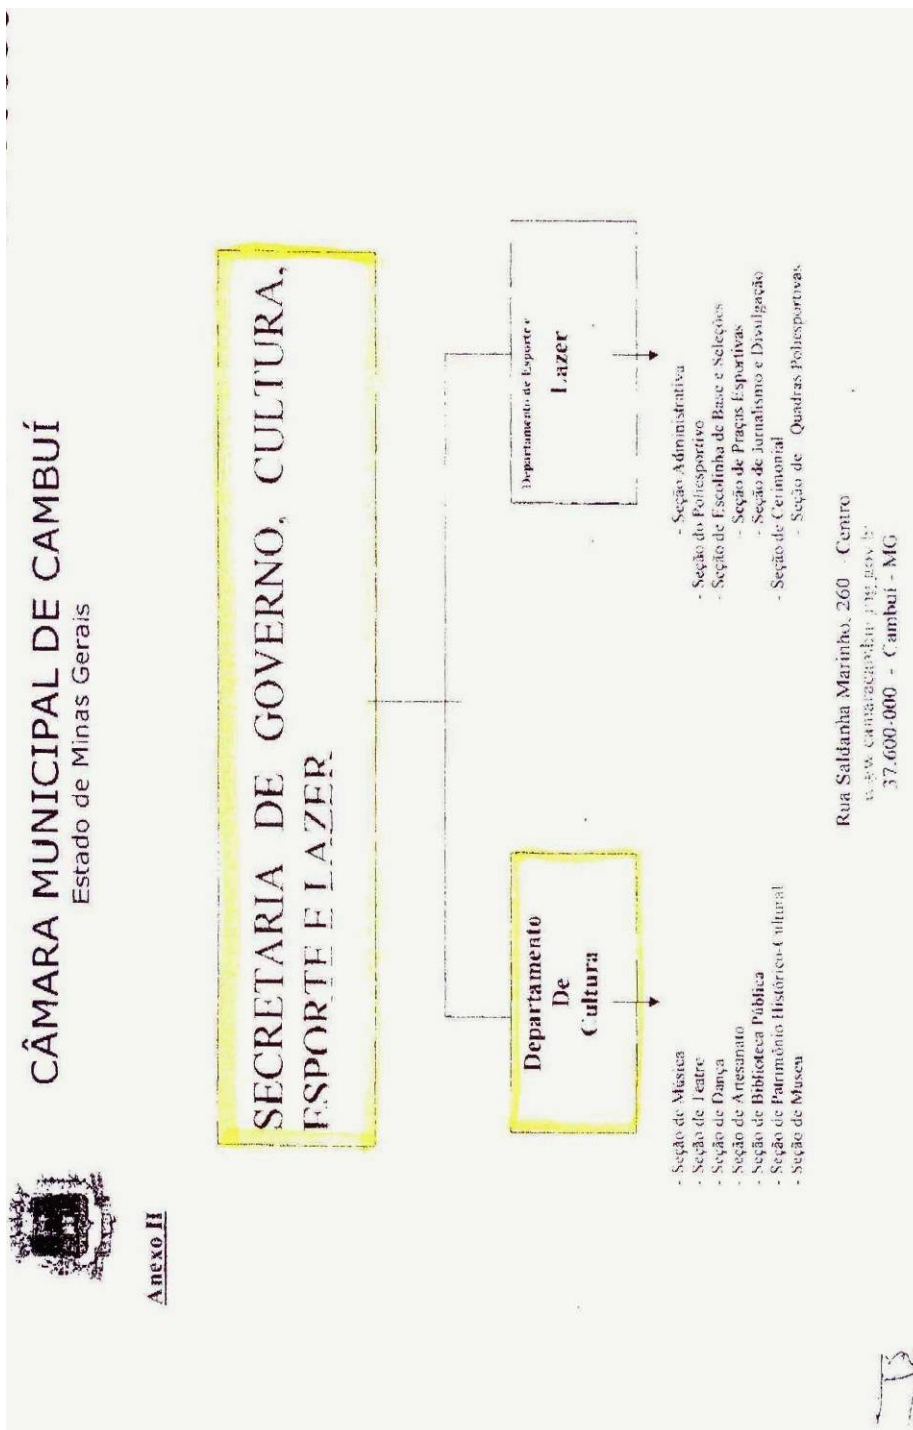 CÂMARA MUNICIPAL DE CAMBUÍ
Estado de Minas Gerais
Anexo II
SECRETARIA DE GOVERNO, CULTURA,
ESPORTE E LAZER
Departamento
De
Cultura
- Seção de Música
- Seção de Teatro
- Seção de Dança
- Seção de Artesanato
- Seção de Biblioteca Pública
- Seção de Patrimônio Histórico-Cultural
- Seção de Museu
Departamento de Esporte e
Lazer
- Seção Administrativa
- Seção do Poliesportivo
- Seção de Escolinha de Base e Seleções
- Seção de Praças Esportivas
- Seção de Jornalismo e Divulgação
- Seção de Cerimonial
- Seção de Quadras Poliesportivas
Rua Saldanha Marinho, 260 - Centro
37.600-000 - Cambuí - MG